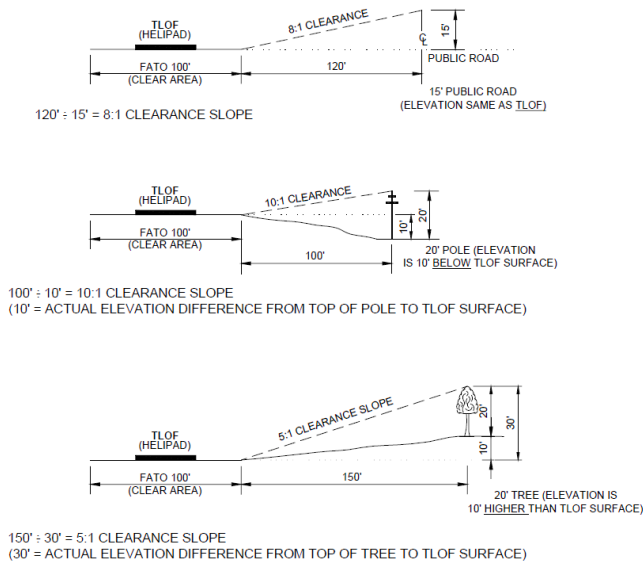 TLOF
(HELIPAD)
8:1 CLEARANCE
15'
℄
PUBLIC ROAD
FATO 100'
(CLEAR AREA)
120'
15' PUBLIC ROAD
(ELEVATION SAME AS TLOF)
120' ÷ 15' = 8:1 CLEARANCE SLOPE
TLOF
(HELIPAD)
10:1 CLEARANCE
10'
20'
FATO 100'
(CLEAR AREA)
100'
20' POLE (ELEVATION
IS 10' BELOW TLOF SURFACE)
100' ÷ 10' = 10:1 CLEARANCE SLOPE
(10' = ACTUAL ELEVATION DIFFERENCE FROM TOP OF POLE TO TLOF SURFACE)
TLOF
(HELIPAD)
5:1 CLEARANCE SLOPE
20'
30'
10'
FATO 100'
(CLEAR AREA)
150'
20' TREE (ELEVATION IS
10' HIGHER THAN TLOF SURFACE)
150' ÷ 30' = 5:1 CLEARANCE SLOPE
(30' = ACTUAL ELEVATION DIFFERENCE FROM TOP OF TREE TO TLOF SURFACE)